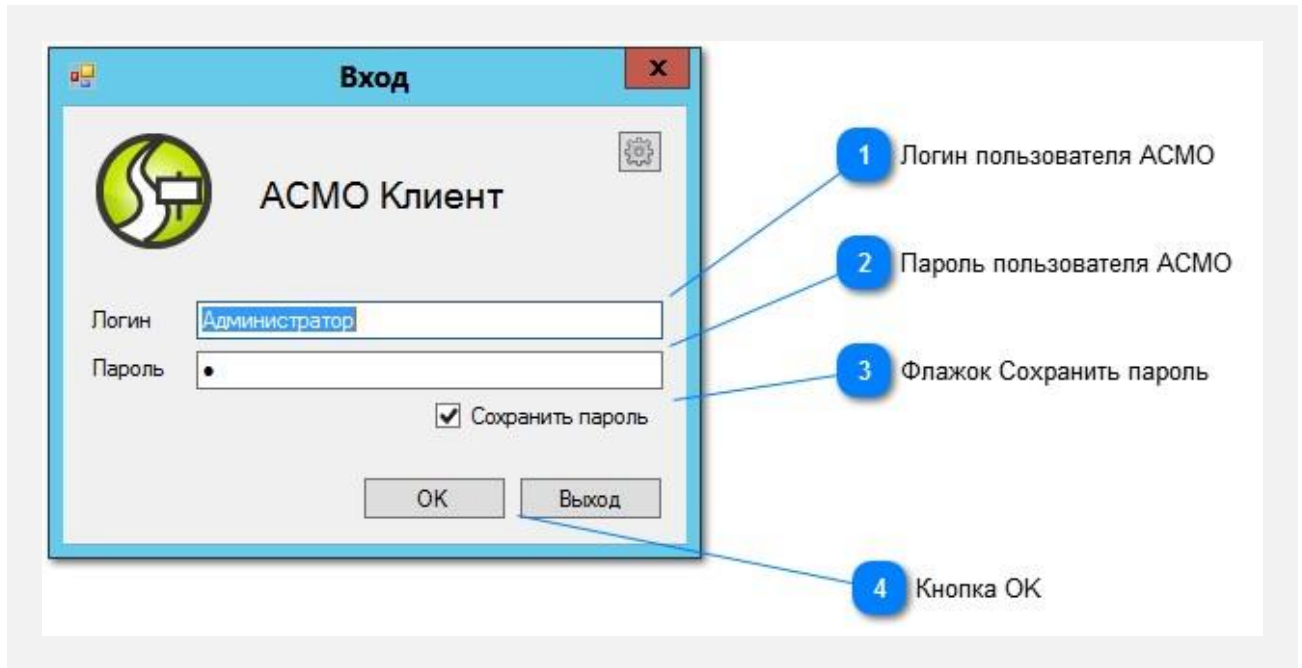 Вход
x
АСМО Клиент
Логин
Администратор
Пароль
●
Сохранить пароль
OK
Выход
1 Логин пользователя АСМО
2 Пароль пользователя АСМО
3 Флажок Сохранить пароль
4 Кнопка ОК